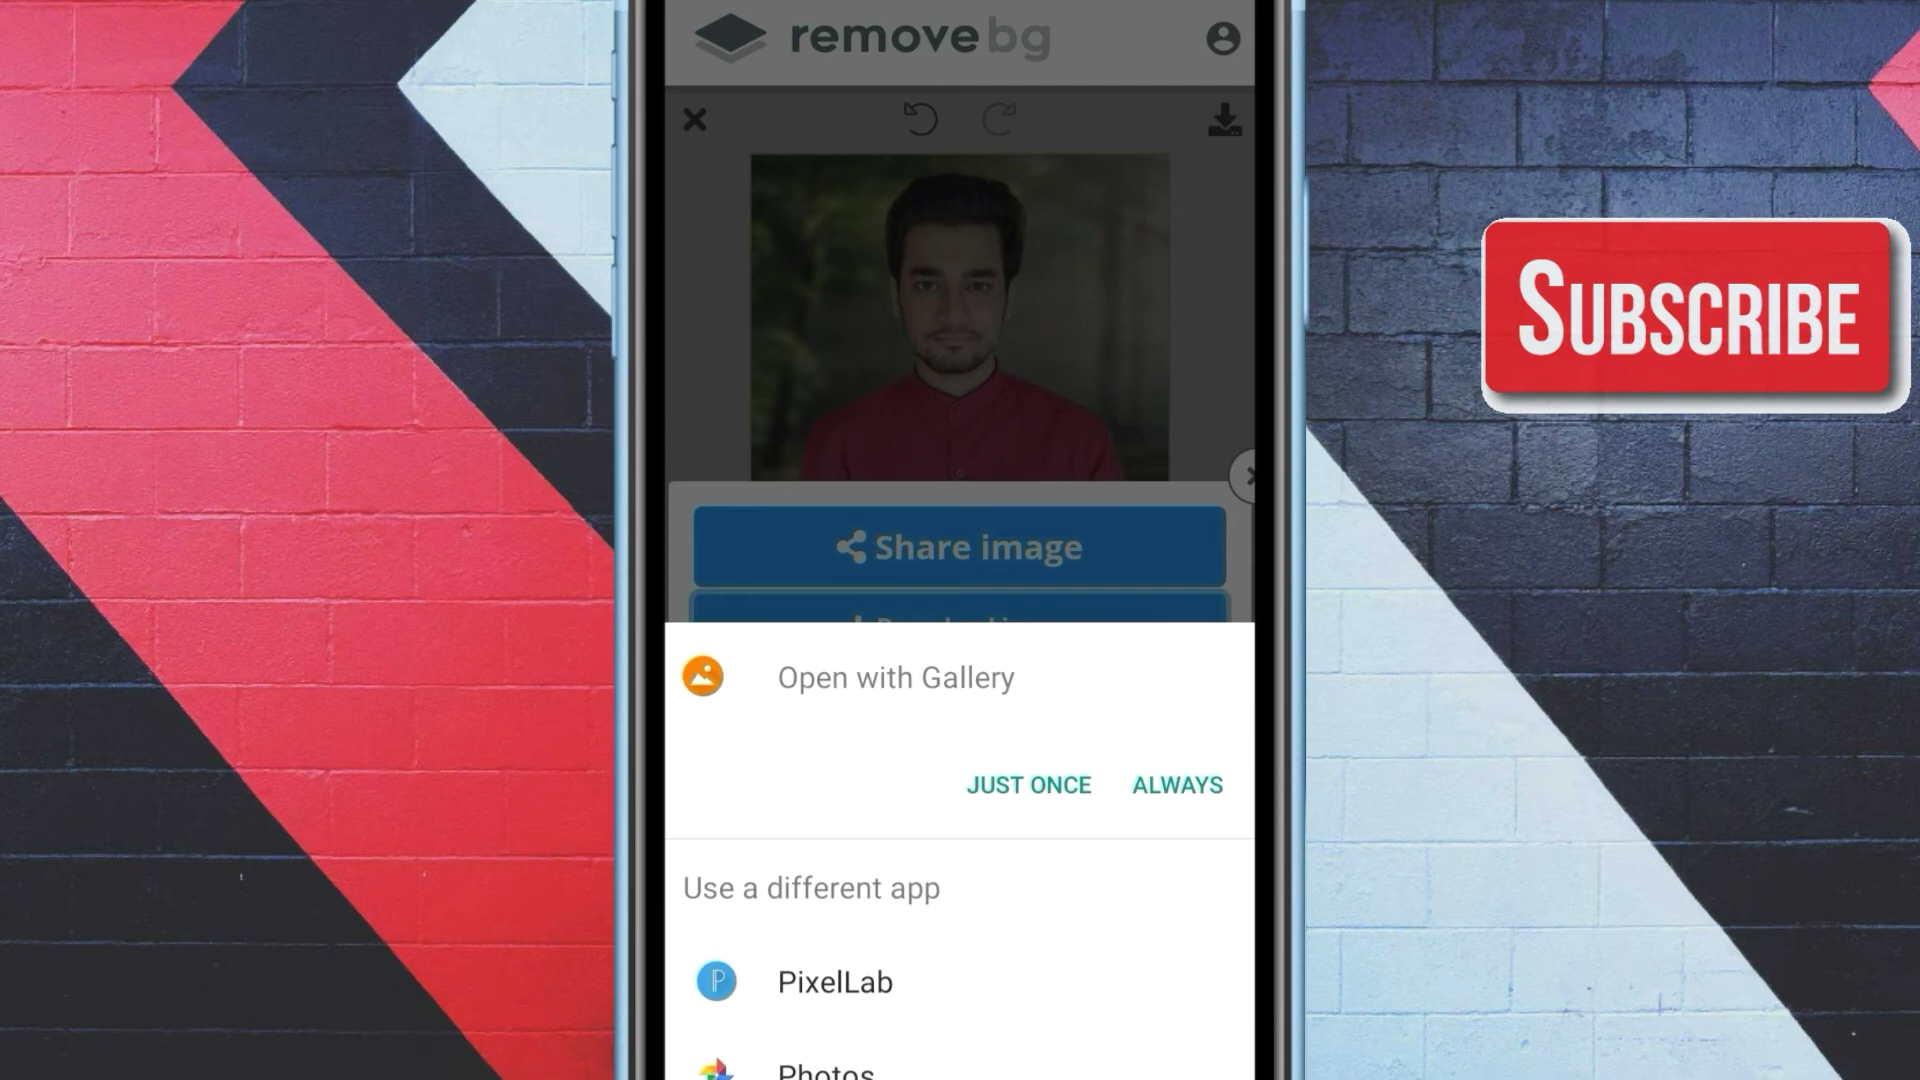 remove bg
SUBSCRIBE
Share image
Open with Gallery
JUST ONCE ALWAYS
Use a different app
PixelLab
Photos